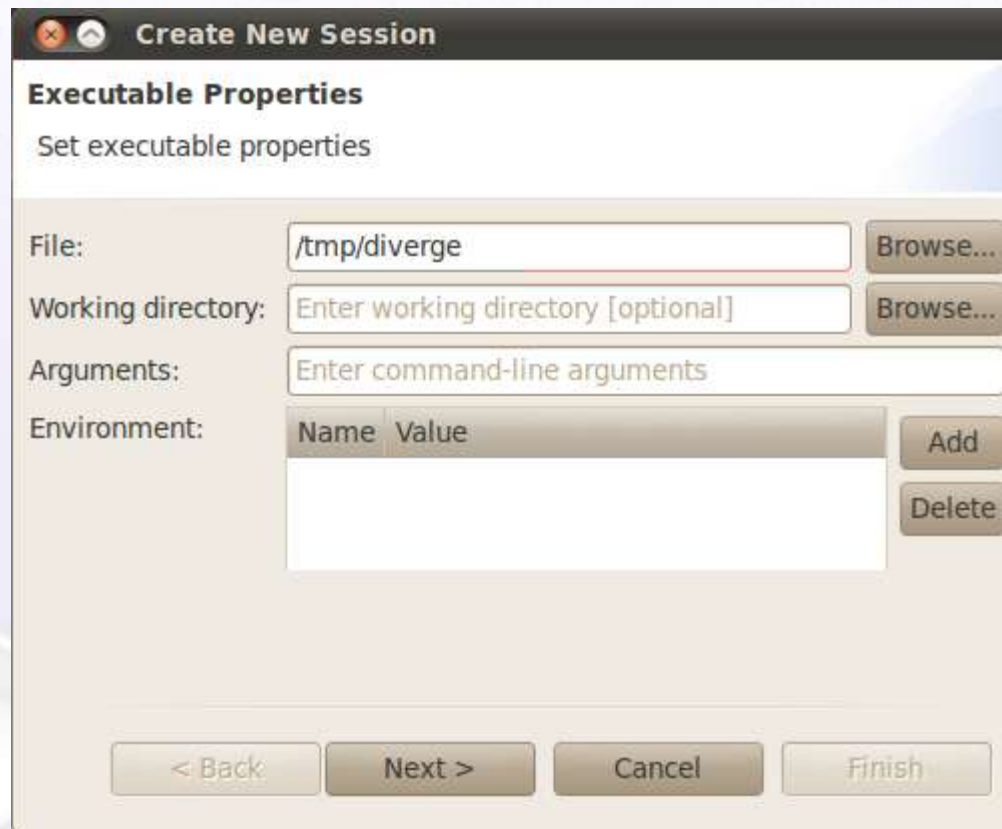 Create New Session
Executable Properties
Set executable properties
File: /tmp/diverge Browse...
Working directory: Enter working directory [optional] Browse...
Arguments: Enter command-line arguments
Environment: Name Value Add
Delete
< Back Next > Cancel Finish